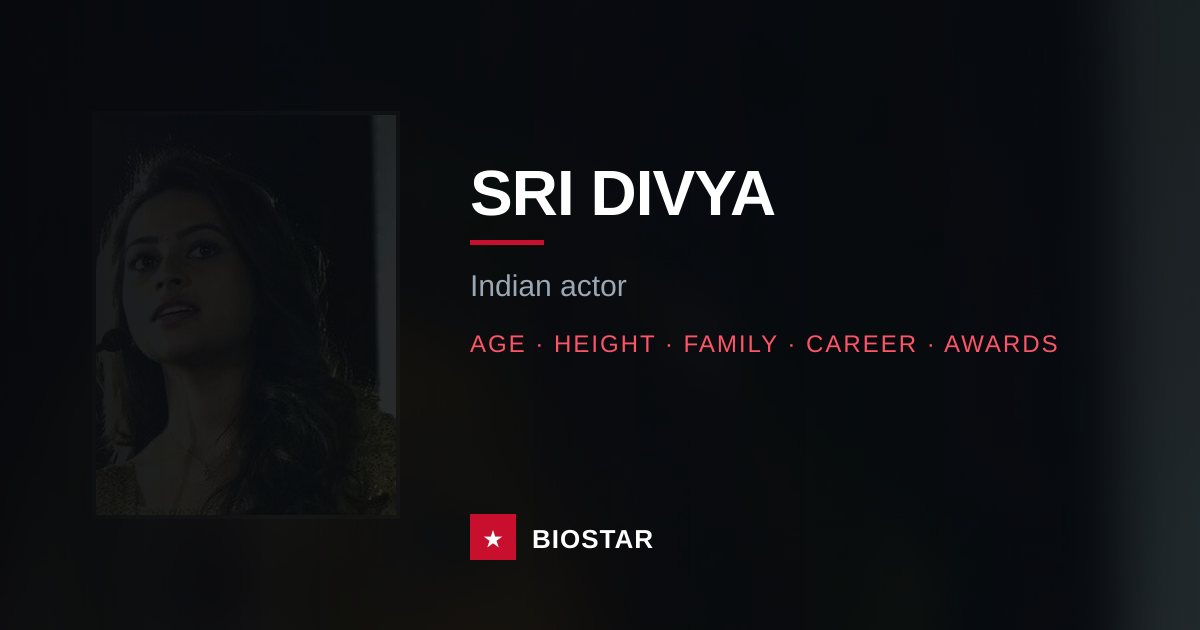 SRI DIVYA
Indian actor
AGE · HEIGHT · FAMILY · CAREER · AWARDS
★ BIOSTAR